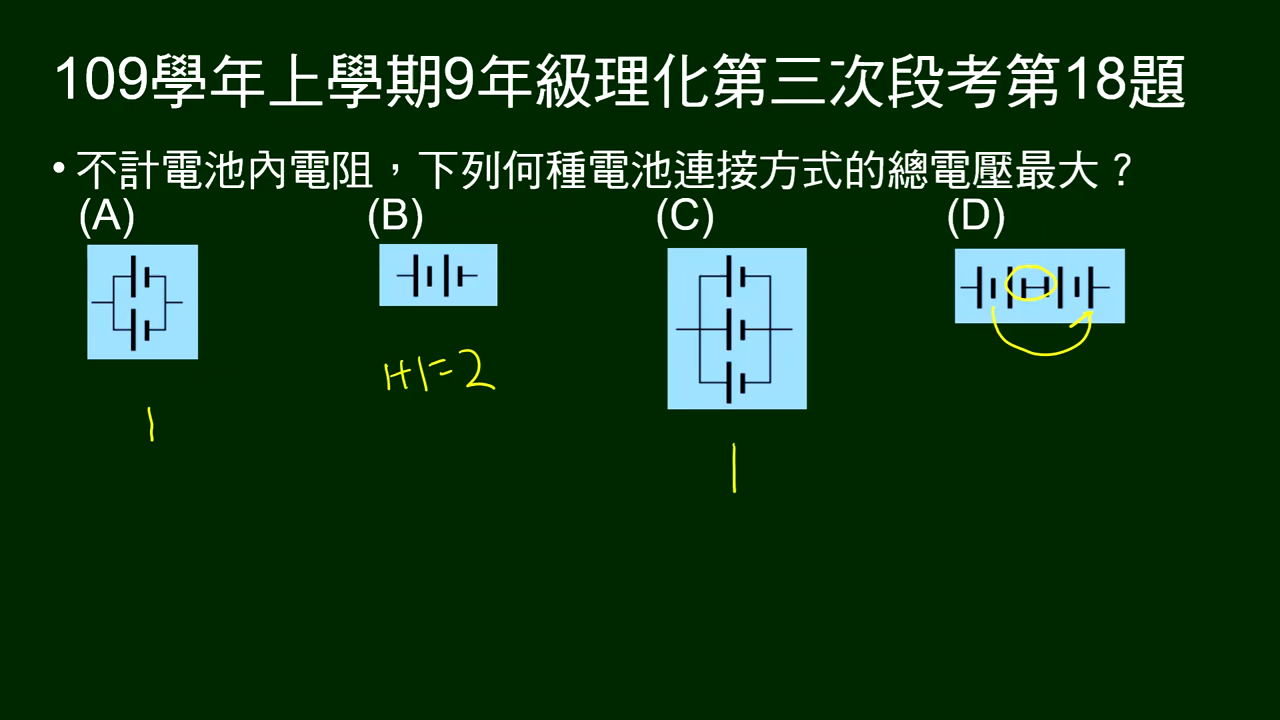 109學年上學期9年級理化第三次段考第18題
• 不計電池內電阻，下列何種電池連接方式的總電壓最大？
(A) (B) (C) (D)
1+1=2
1
1